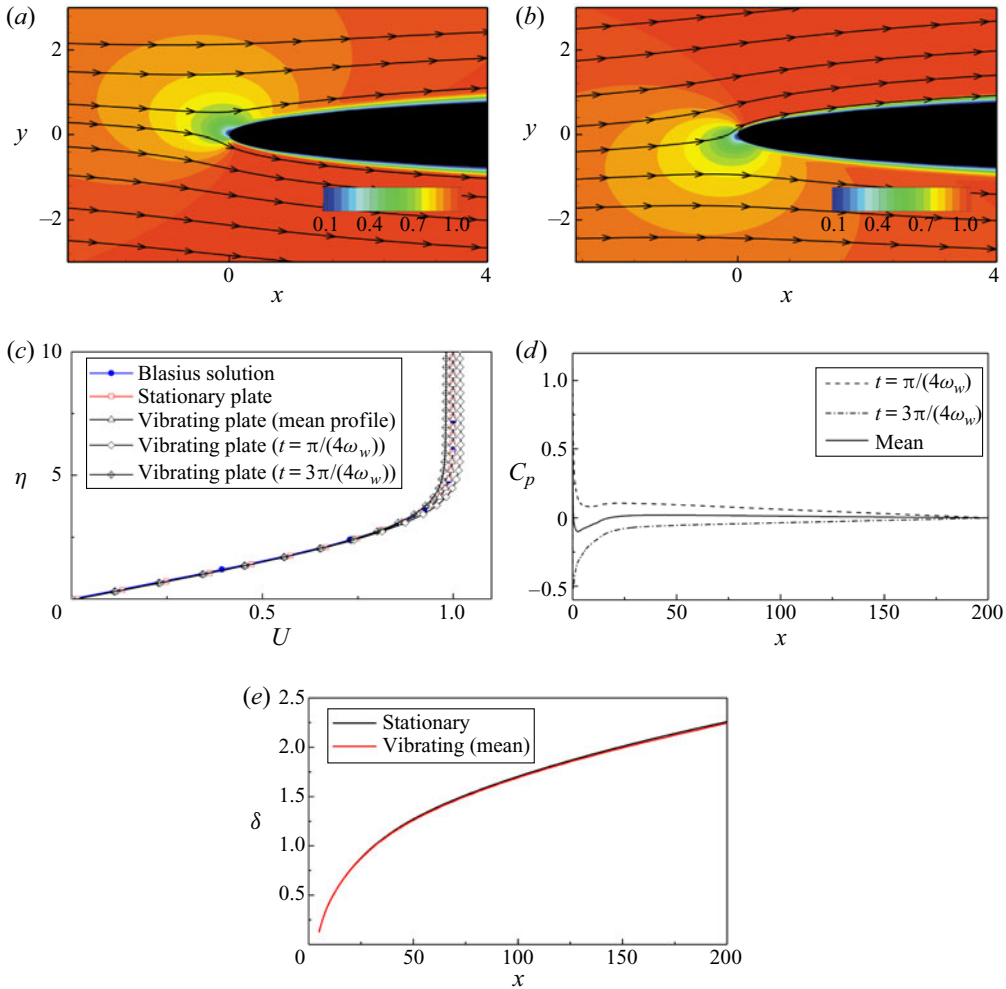 (a)
2
y
0
−2
0.1 0.4 0.7 1.0
0
4
x
(b)
2
y
0
−2
0.1 0.4 0.7 1.0
0
4
x
(c)
10
η
5
0
0.5
1.0
U
Blasius solution
Stationary plate
Vibrating plate (mean profile)
Vibrating plate (t = π/(4ω_w))
Vibrating plate (t = 3π/(4ω_w))
(d)
1.0
0.5
C_p
0
−0.5
0
50
100
150
200
x
t = π/(4ω_w)
t = 3π/(4ω_w)
Mean
(e)
2.5
2.0
1.5
δ
1.0
0.5
0
50
100
150
200
x
Stationary
Vibrating (mean)